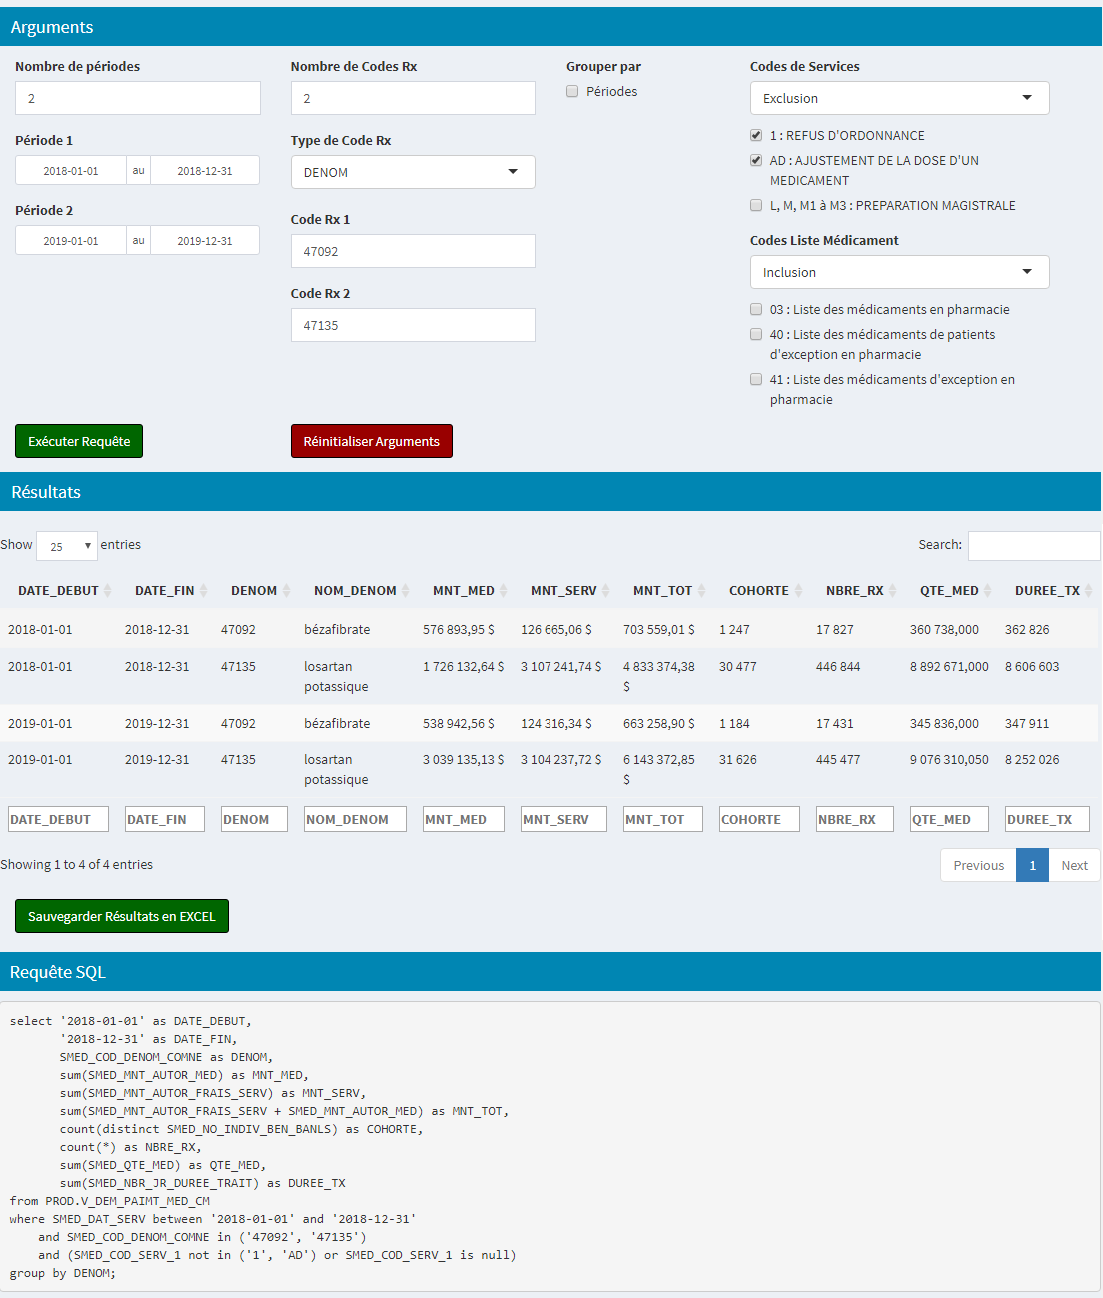 Arguments
Nombre de périodes
Nombre de Codes Rx
Grouper par
Codes de Services
2
2
Périodes
Exclusion
Période 1
Type de Code Rx
1 : REFUS D'ORDONNANCE
2018-01-01 au 2018-12-31
DENOM
AD : AJUSTEMENT DE LA DOSE D'UN
MEDICAMENT
Période 2
Code Rx 1
L, M, M1 à M3 : PREPARATION MAGISTRALE
2019-01-01 au 2019-12-31
47092
Codes Liste Médicament
Inclusion
Code Rx 2
47135
03 : Liste des médicaments en pharmacie
40 : Liste des médicaments de patients
d'exception en pharmacie
41 : Liste des médicaments d'exception en
pharmacie
Exécuter Requête
Réinitialiser Arguments
Résultats
Show 25 entries
Search:
DATE_DEBUT DATE_FIN DENOM NOM_DENOM MNT_MED MNT_SERV MNT_TOT COHORTE NBRE_RX QTE_MED DUREE_TX
2018-01-01 2018-12-31 47092 bézafibrate 576 893,95 $ 126 665,06 $ 703 559,01 $ 1 247 17 827 360 738,000 362 826
2018-01-01 2018-12-31 47135 losartan 1 726 132,64 $ 3 107 241,74 $ 4 833 374,38 30 477 446 844 8 892 671,000 8 606 603
potassique $
2019-01-01 2019-12-31 47092 bézafibrate 538 942,56 $ 124 316,34 $ 663 258,90 $ 1 184 17 431 345 836,000 347 911
2019-01-01 2019-12-31 47135 losartan 3 039 135,13 $ 3 104 237,72 $ 6 143 372,85 31 626 445 477 9 076 310,050 8 252 026
potassique $
DATE_DEBUT DATE_FIN DENOM NOM_DENOM MNT_MED MNT_SERV MNT_TOT COHORTE NBRE_RX QTE_MED DUREE_TX
Showing 1 to 4 of 4 entries
Previous 1 Next
Sauvegarder Résultats en EXCEL
Requête SQL
select '2018-01-01' as DATE_DEBUT,
'2018-12-31' as DATE_FIN,
SMED_COD_DENOM_COMNE as DENOM,
sum(SMED_MNT_AUTOR_MED) as MNT_MED,
sum(SMED_MNT_AUTOR_FRAIS_SERV) as MNT_SERV,
sum(SMED_MNT_AUTOR_FRAIS_SERV + SMED_MNT_AUTOR_MED) as MNT_TOT,
count(distinct SMED_NO_INDIV_BEN_BANLS) as COHORTE,
count(*) as NBRE_RX,
sum(SMED_QTE_MED) as QTE_MED,
sum(SMED_NBR_JR_DUREE_TRAIT) as DUREE_TX
from PROD.V_DEM_PAIMT_MED_CM
where SMED_DAT_SERV between '2018-01-01' and '2018-12-31'
and SMED_COD_DENOM_COMNE in ('47092', '47135')
and (SMED_COD_SERV_1 not in ('1', 'AD') or SMED_COD_SERV_1 is null)
group by DENOM;